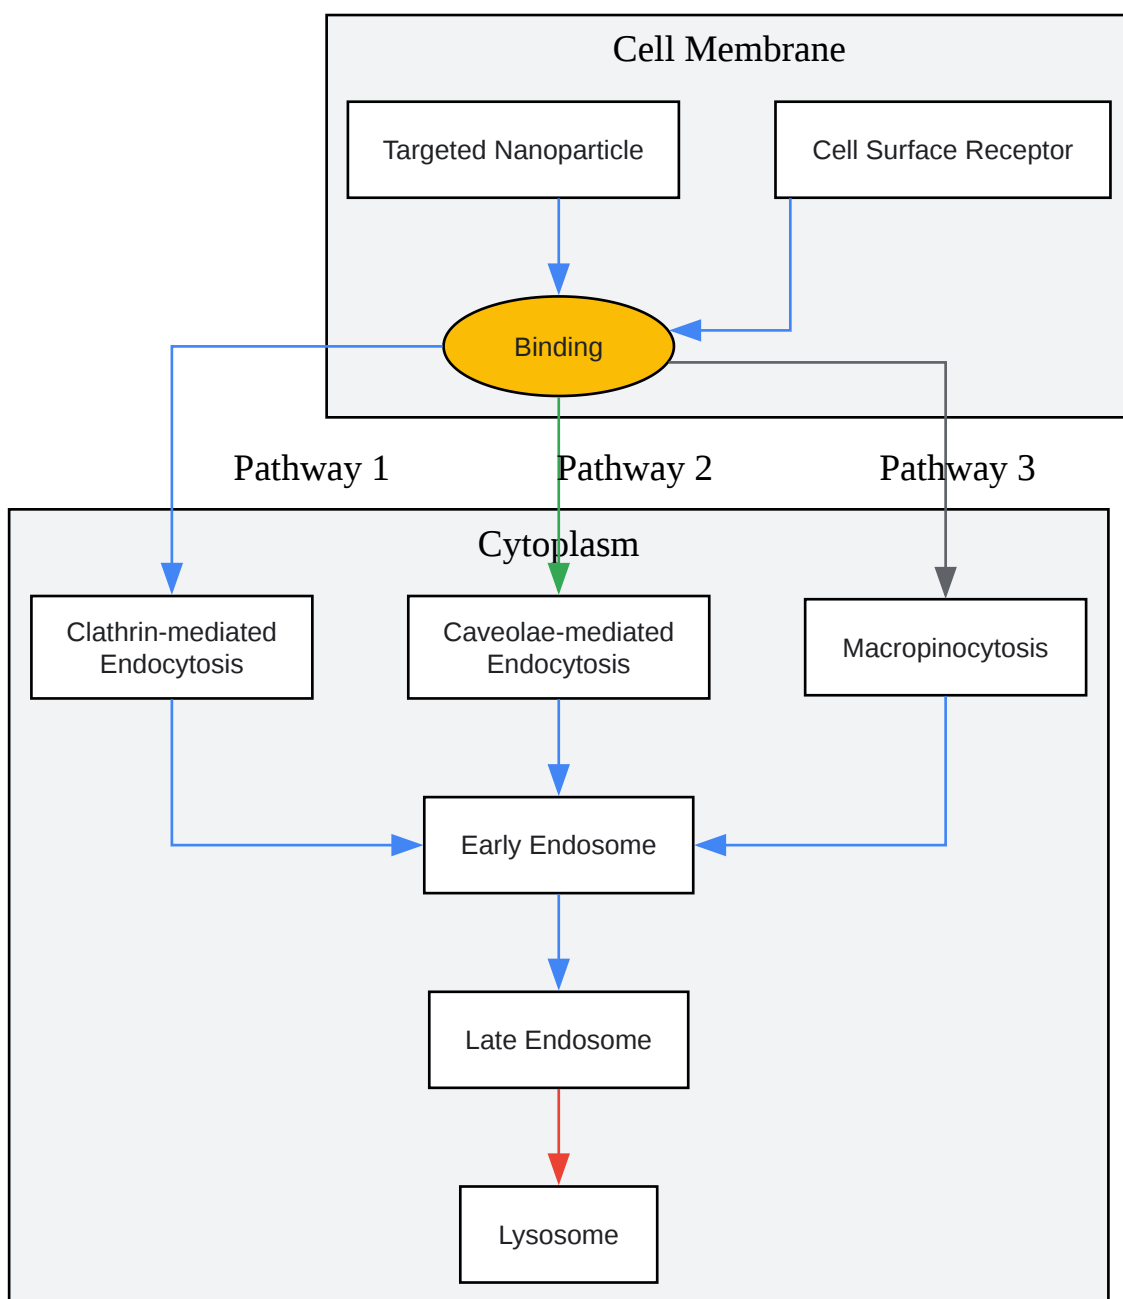 Cell Membrane
Targeted Nanoparticle
Cell Surface Receptor
Binding
Pathway 1
Pathway 2
Pathway 3
Cytoplasm
Clathrin-mediated
Endocytosis
Caveolae-mediated
Endocytosis
Macropinocytosis
Early Endosome
Late Endosome
Lysosome